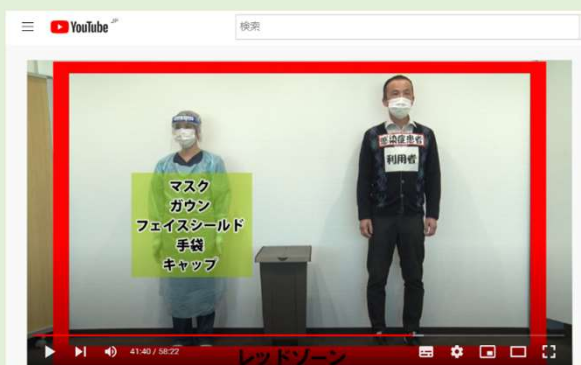 YouTube JP
検索
感染症患者
利用者
マスク
ガウン
フェイスシールド
手袋
キャップ
レッドゾーン
41:40 / 58:22